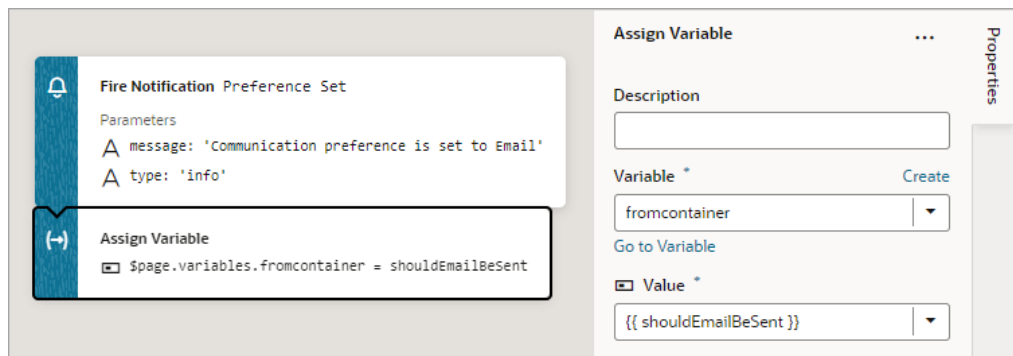 Fire Notification Preference Set
Parameters
A message: 'Communication preference is set to Email'
A type: 'info'
(→) Assign Variable
$page.variables.fromcontainer = shouldEmailBeSent
Assign Variable ...
Description
Variable * Create
fromcontainer
Go to Variable
Value *
{{ shouldEmailBeSent }}
Properties